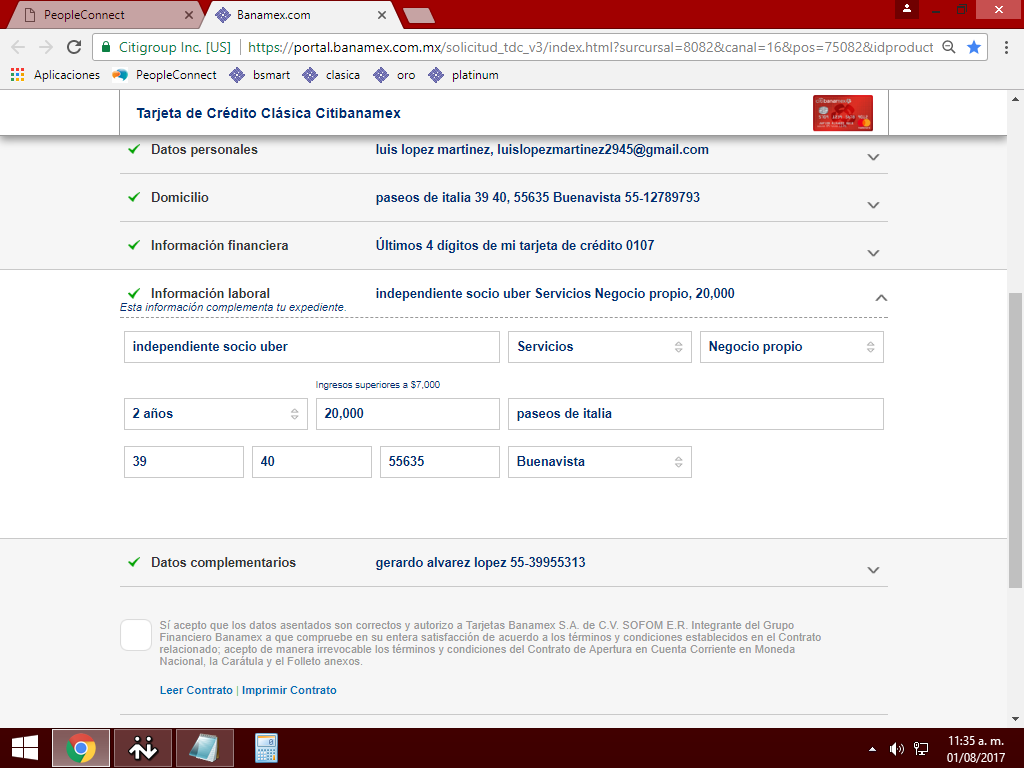 PeopleConnect
Banamex.com
Citigroup Inc. [US]
https://portal.banamex.com.mx/solicitud_tdc_v3/index.html?surcursal=8082&canal=16&pos=75082&idproduct
Aplicaciones
PeopleConnect
bsmart
clasica
oro
platinum
Tarjeta de Crédito Clásica Citibanamex
Datos personales
luis lopez martinez, luislopezmartinez2945@gmail.com
Domicilio
paseos de italia 39 40, 55635 Buenavista 55-12789793
Información financiera
Últimos 4 dígitos de mi tarjeta de crédito 0107
Información laboral
independiente socio uber Servicios Negocio propio, 20,000
Esta información complementa tu expediente.
independiente socio uber
Servicios
Negocio propio
Ingresos superiores a $7,000
2 años
20,000
paseos de italia
39
40
55635
Buenavista
Datos complementarios
gerardo alvarez lopez 55-39955313
Sí acepto que los datos asentados son correctos y autorizo a Tarjetas Banamex S.A. de C.V. SOFOM E.R. Integrante del Grupo
Financiero Banamex a que compruebe en su entera satisfacción de acuerdo a los términos y condiciones establecidos en el Contrato
relacionado; acepto de manera irrevocable los términos y condiciones del Contrato de Apertura en Cuenta Corriente en Moneda
Nacional, la Carátula y el Folleto anexos.
Leer Contrato | Imprimir Contrato
11:35 a. m.
01/08/2017